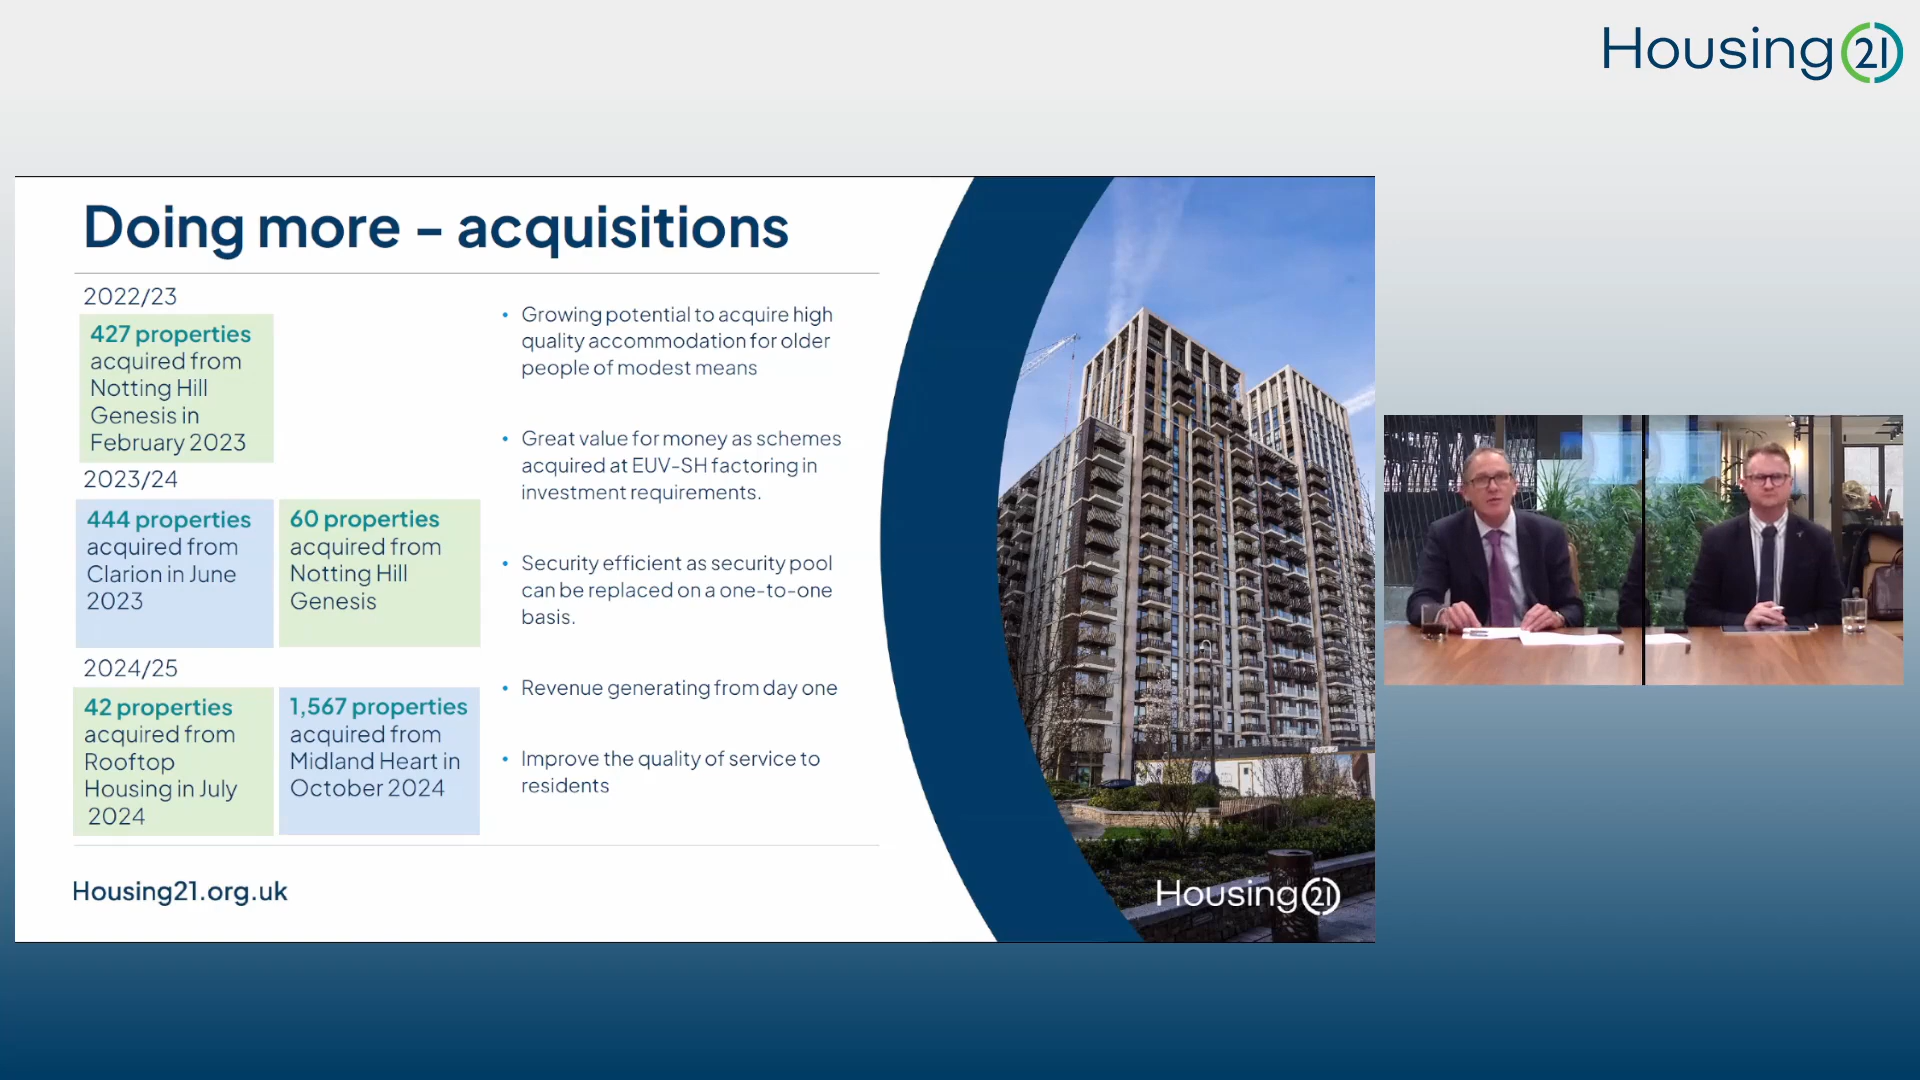 Housing 21
Doing more – acquisitions
2022/23
427 properties
acquired from
Notting Hill
Genesis in
February 2023
2023/24
444 properties
acquired from
Clarion in June
2023
60 properties
acquired from
Notting Hill
Genesis
2024/25
42 properties
acquired from
Rooftop
Housing in July
2024
1,567 properties
acquired from
Midland Heart in
October 2024
• Growing potential to acquire high
quality accommodation for older
people of modest means
• Great value for money as schemes
acquired at EUV-SH factoring in
investment requirements.
• Security efficient as security pool
can be replaced on a one-to-one
basis.
• Revenue generating from day one
• Improve the quality of service to
residents
Housing21.org.uk
Housing 21